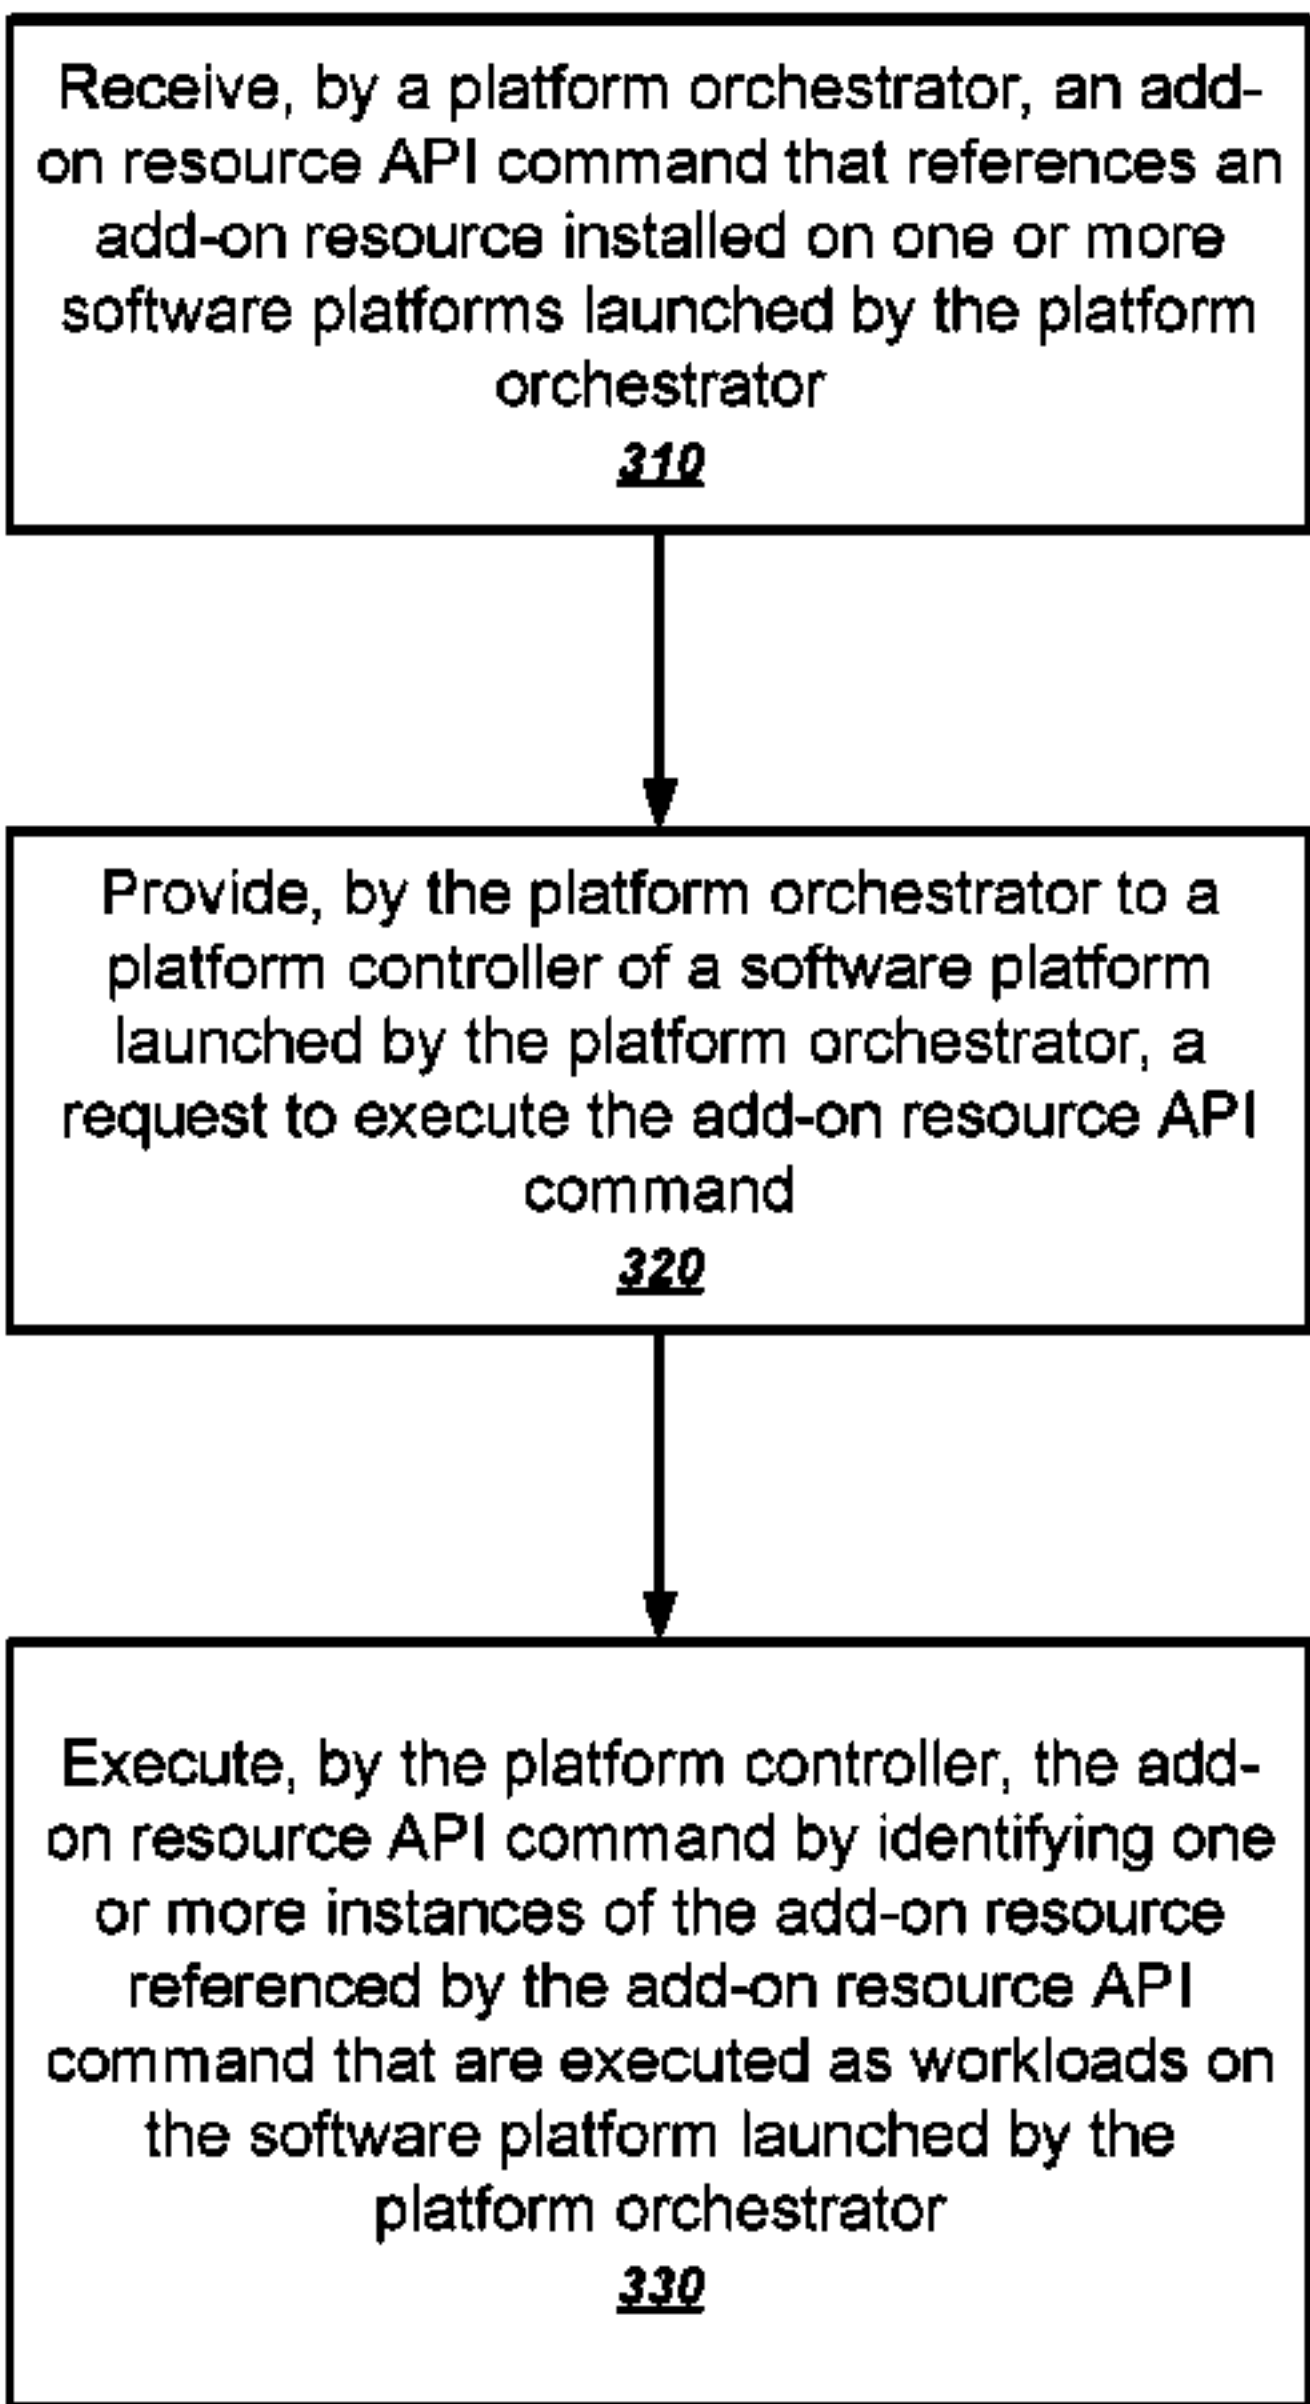 Receive, by a platform orchestrator, an add-
on resource API command that references an
add-on resource installed on one or more
software platforms launched by the platform
orchestrator
310
Provide, by the platform orchestrator to a
platform controller of a software platform
launched by the platform orchestrator, a
request to execute the add-on resource API
command
320
Execute, by the platform controller, the add-
on resource API command by identifying one
or more instances of the add-on resource
referenced by the add-on resource API
command that are executed as workloads on
the software platform launched by the
platform orchestrator
330